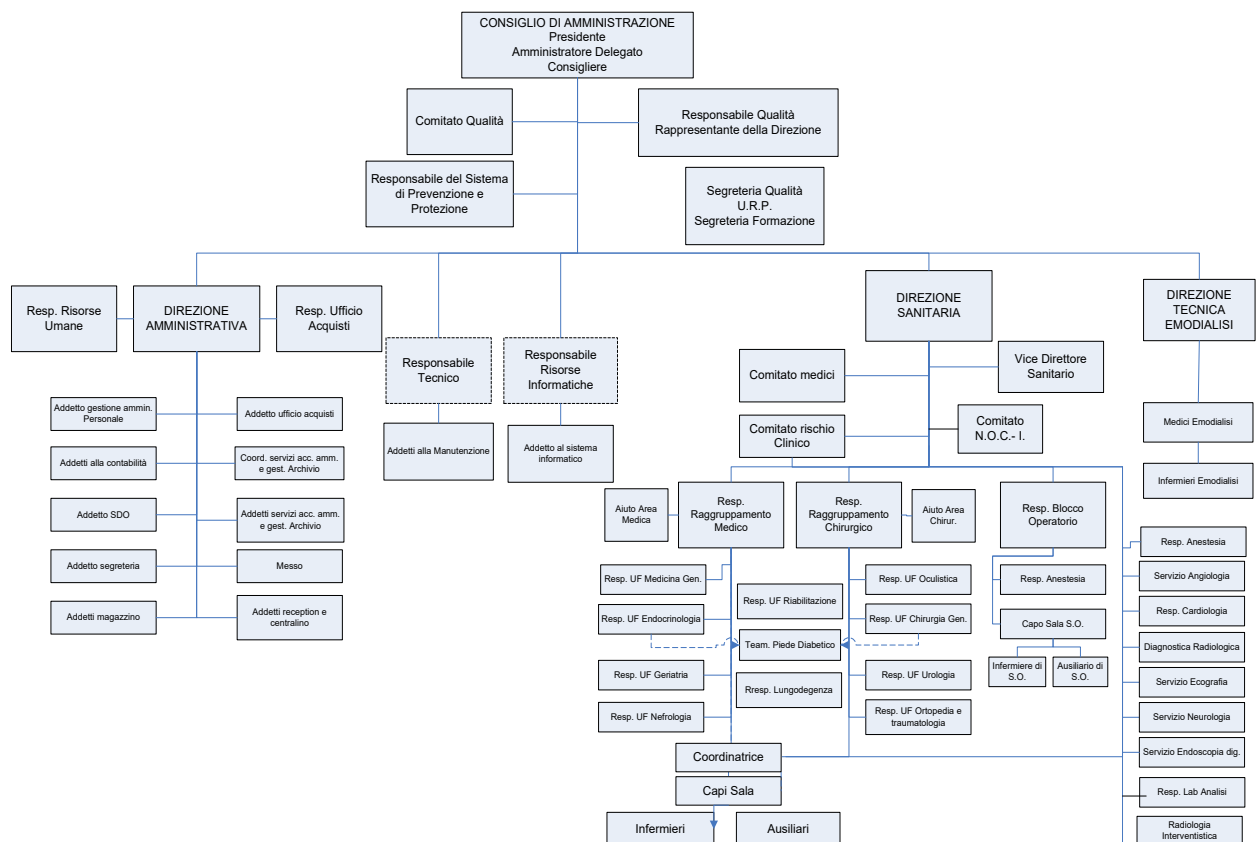 CONSIGLIO DI AMMINISTRAZIONE
Presidente
Amministratore Delegato
Consigliere
Comitato Qualità
Responsabile Qualità
Rappresentante della Direzione
Responsabile del Sistema
di Prevenzione e
Protezione
Segreteria Qualità
U.R.P.
Segreteria Formazione
Resp. Risorse
Umane
DIREZIONE
AMMINISTRATIVA
Resp. Ufficio
Acquisti
DIREZIONE
SANITARIA
DIREZIONE
TECNICA
EMODIALISI
Responsabile
Tecnico
Responsabile
Risorse
Informatiche
Comitato medici
Vice Direttore
Sanitario
Addetto gestione ammin.
Personale
Addetto ufficio acquisti
Addetti alla Manutenzione
Addetto al sistema
informatico
Comitato rischio
Clinico
Comitato
N.O.C.- I.
Medici Emodialisi
Addetti alla contabilità
Coord. servizi acc. amm.
e gest. Archivio
Infermieri Emodialisi
Addetto SDO
Addetti servizi acc. amm.
e gest. Archivio
Aiuto Area
Medica
Resp.
Raggruppamento
Medico
Resp.
Raggruppamento
Chirurgico
Aiuto Area
Chirur.
Resp. Blocco
Operatorio
Resp. Anestesia
Addetto segreteria
Messo
Resp. UF Medicina Gen.
Resp. UF Oculistica
Resp. Anestesia
Servizio Angiologia
Addetti magazzino
Addetti reception e
centralino
Resp. UF Riabilitazione
Resp. UF Endocrinologia
Resp. UF Chirurgia Gen.
Capo Sala S.O.
Resp. Cardiologia
Team. Piede Diabetico
Diagnostica Radiologica
Resp. UF Geriatria
Resp. UF Urologia
Infermiere di
S.O.
Ausiliario di
S.O.
Servizio Ecografia
Rresp. Lungodegenza
Resp. UF Nefrologia
Resp. UF Ortopedia e
traumatologia
Servizio Neurologia
Coordinatrice
Servizio Endoscopia dig.
Capi Sala
Resp. Lab Analisi
Infermieri
Ausiliari
Radiologia
Interventistica